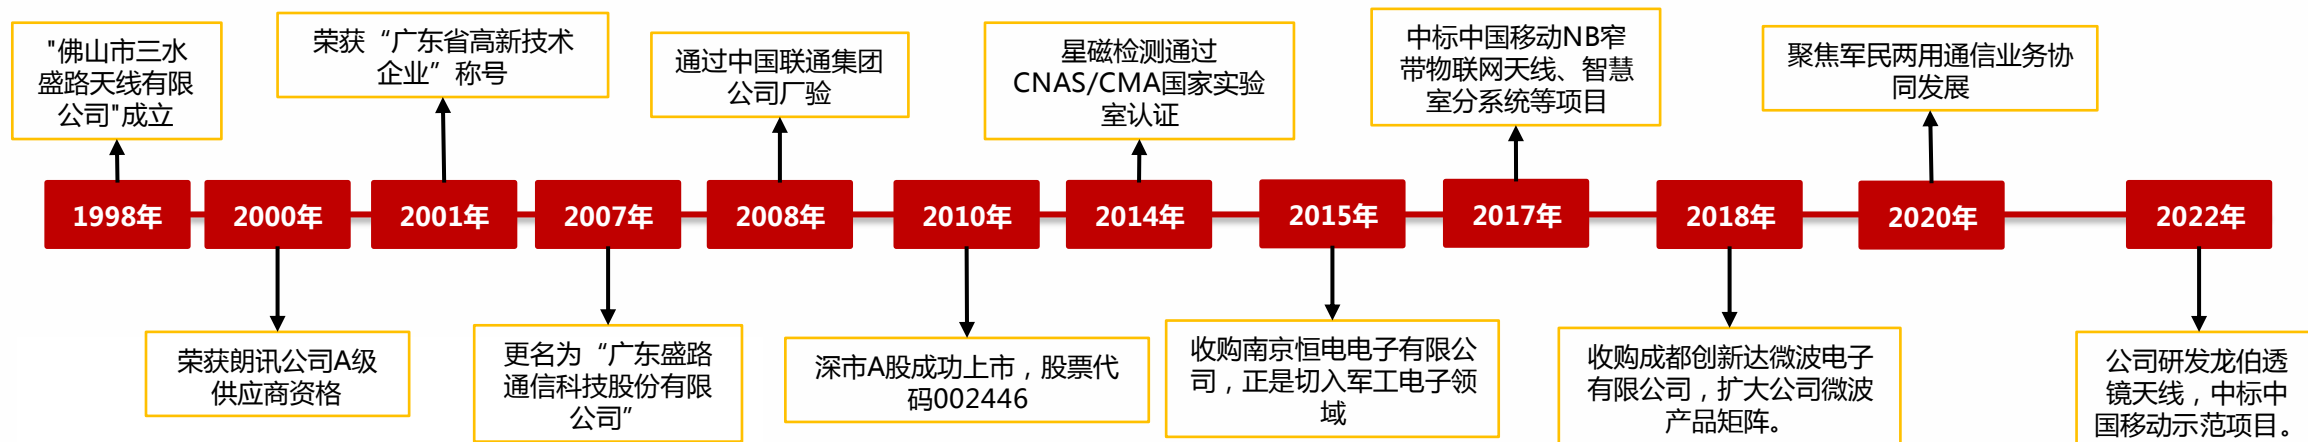 "佛山市三水
盛路天线有限
公司"成立
荣获“广东省高新技术
企业”称号
通过中国联通集团
公司厂验
星磁检测通过
CNAS/CMA国家实验
室认证
中标中国移动NB窄
带物联网天线、智慧
室分系统等项目
聚焦军民两用通信业务协
同发展
1998年
2000年
2001年
2007年
2008年
2010年
2014年
2015年
2017年
2018年
2020年
2022年
荣获朗讯公司A级
供应商资格
更名为“广东盛路
通信科技股份有限
公司”
深市A股成功上市，股票代
码002446
收购南京恒电电子有限公
司，正是切入军工电子领
域
收购成都创新达微波电子
有限公司，扩大公司微波
产品矩阵。
公司研发龙伯透
镜天线，中标中
国移动示范项目。